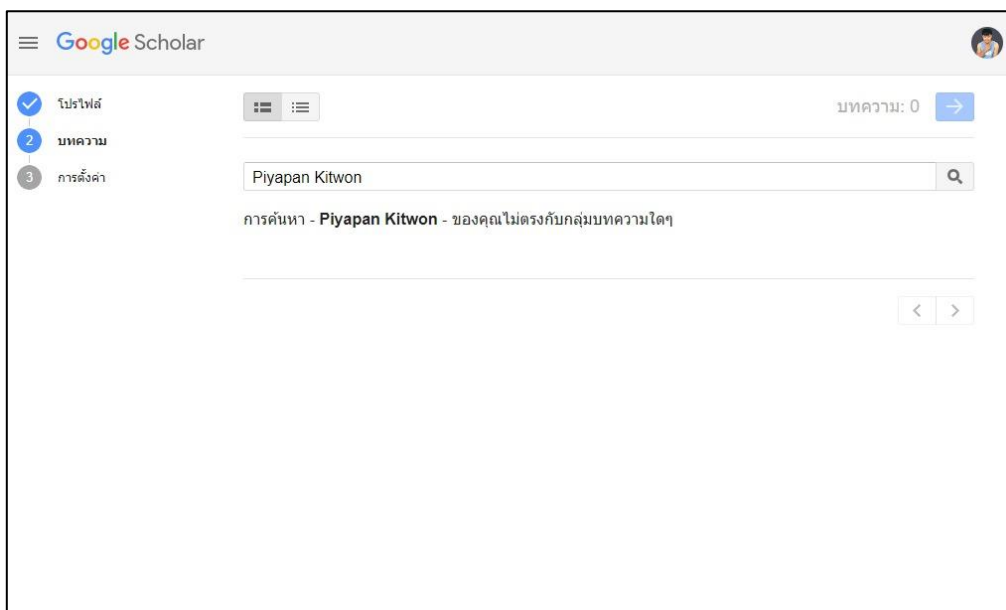 Google Scholar
โปรไฟล์
2 บทความ
3 การตั้งค่า
บทความ: 0
Piyapan Kitwon
การค้นหา - Piyapan Kitwon - ของคุณไม่ตรงกับกลุ่มบทความใดๆ